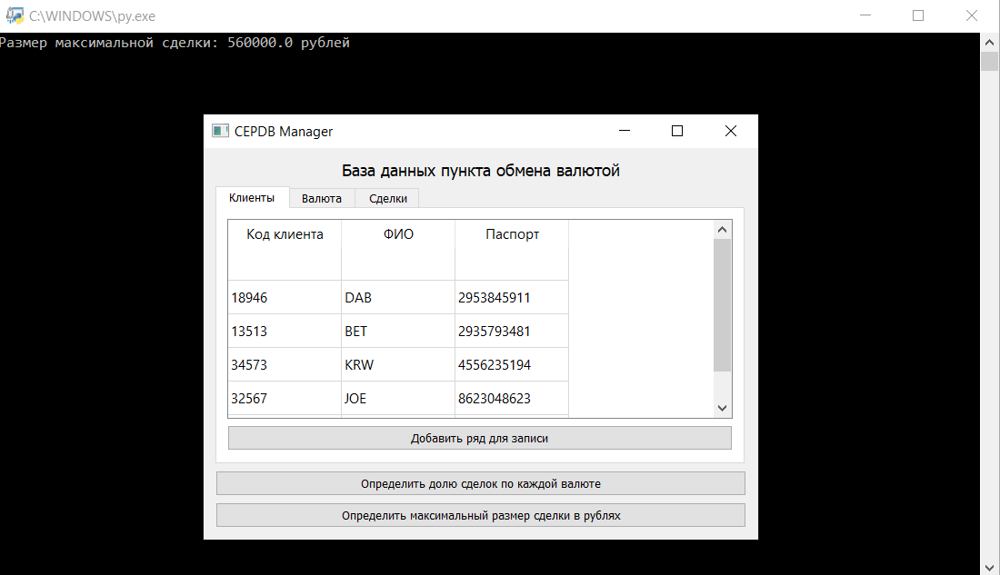 C:\WINDOWS\py.exe
Размер максимальной сделки: 560000.0 рублей
CEPDB Manager
База данных пункта обмена валютой
Клиенты Валюта Сделки
Код клиента ФИО Паспорт
18946 DAB 2953845911
13513 BET 2935793481
34573 KRW 4556235194
32567 JOE 8623048623
Добавить ряд для записи
Определить долю сделок по каждой валюте
Определить максимальный размер сделки в рублях